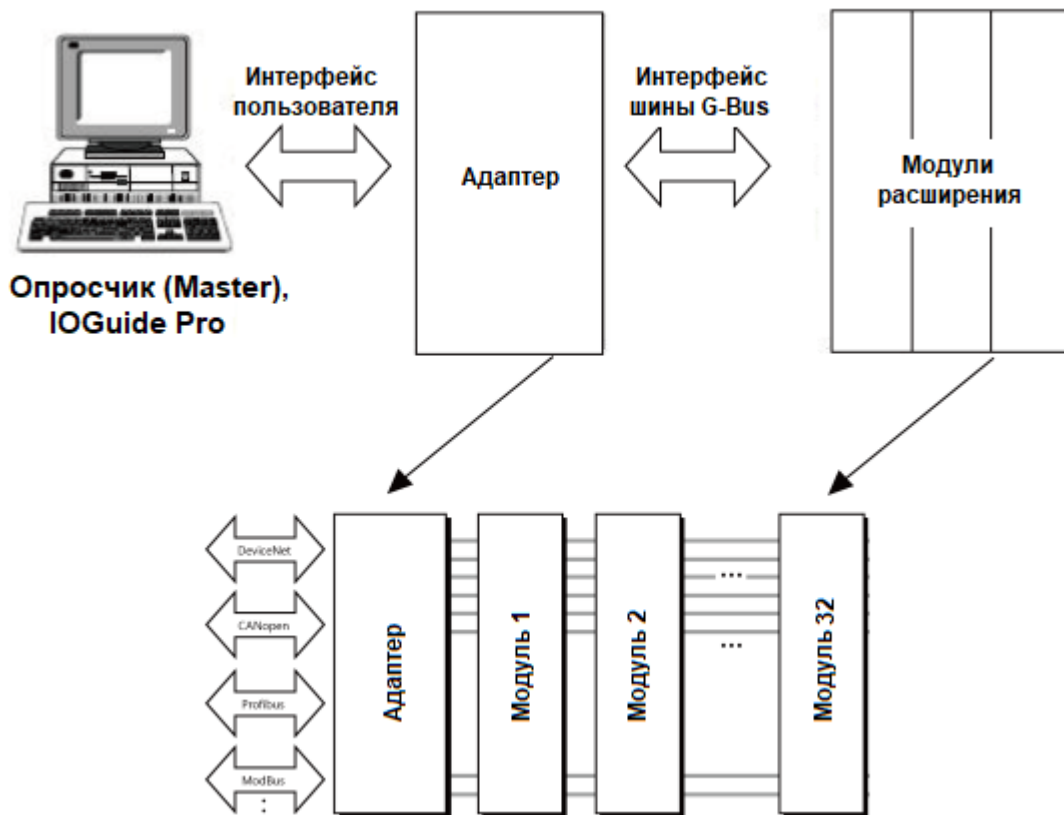 Интерфейс
пользователя
Интерфейс
шины G-Bus
Адаптер
Модули
расширения
Опросчик (Master),
IOGuide Pro
DeviceNet
CANopen
Profibus
ModBus
:
Адаптер
Модуль 1
Модуль 2
...
...
Модуль 32